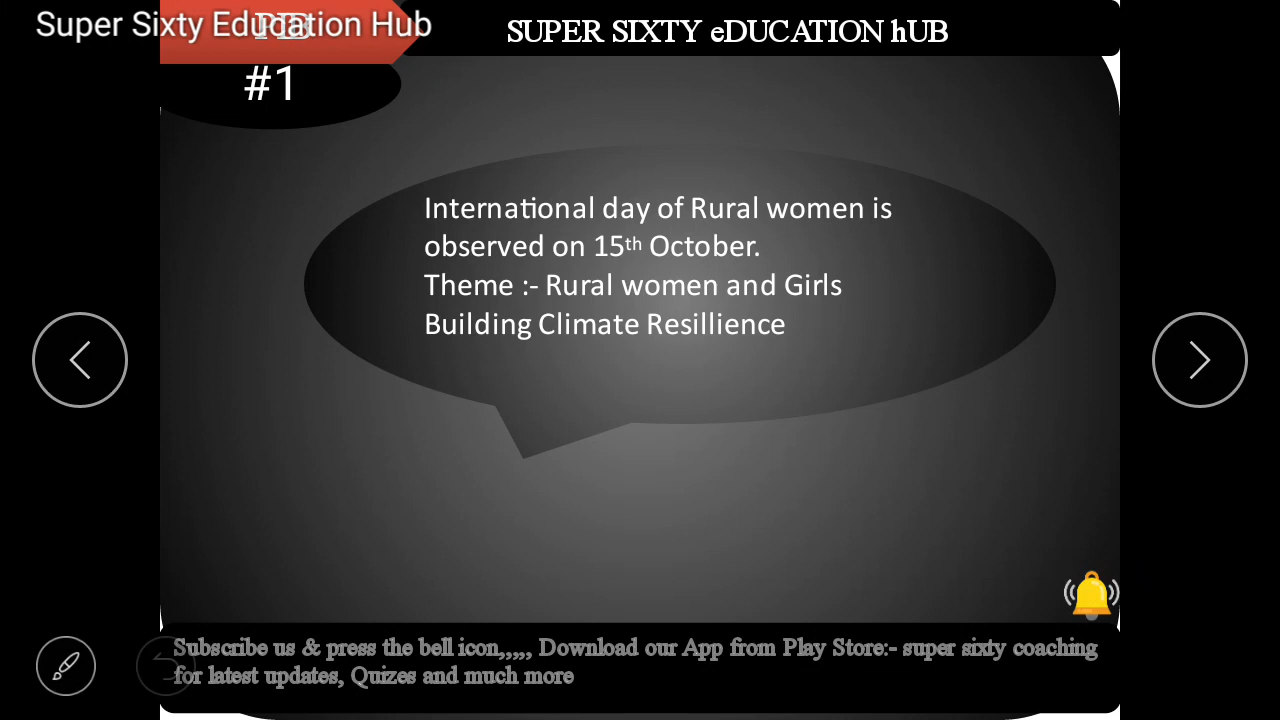 Super Sixty Education Hub
PIB
SUPER SIXTY eDUCATION hUB
#1
International day of Rural women is
observed on 15th October.
Theme :- Rural women and Girls
Building Climate Resillience
Subscribe us & press the bell icon,,,,, Download our App from Play Store:- super sixty coaching
for latest updates, Quizes and much more